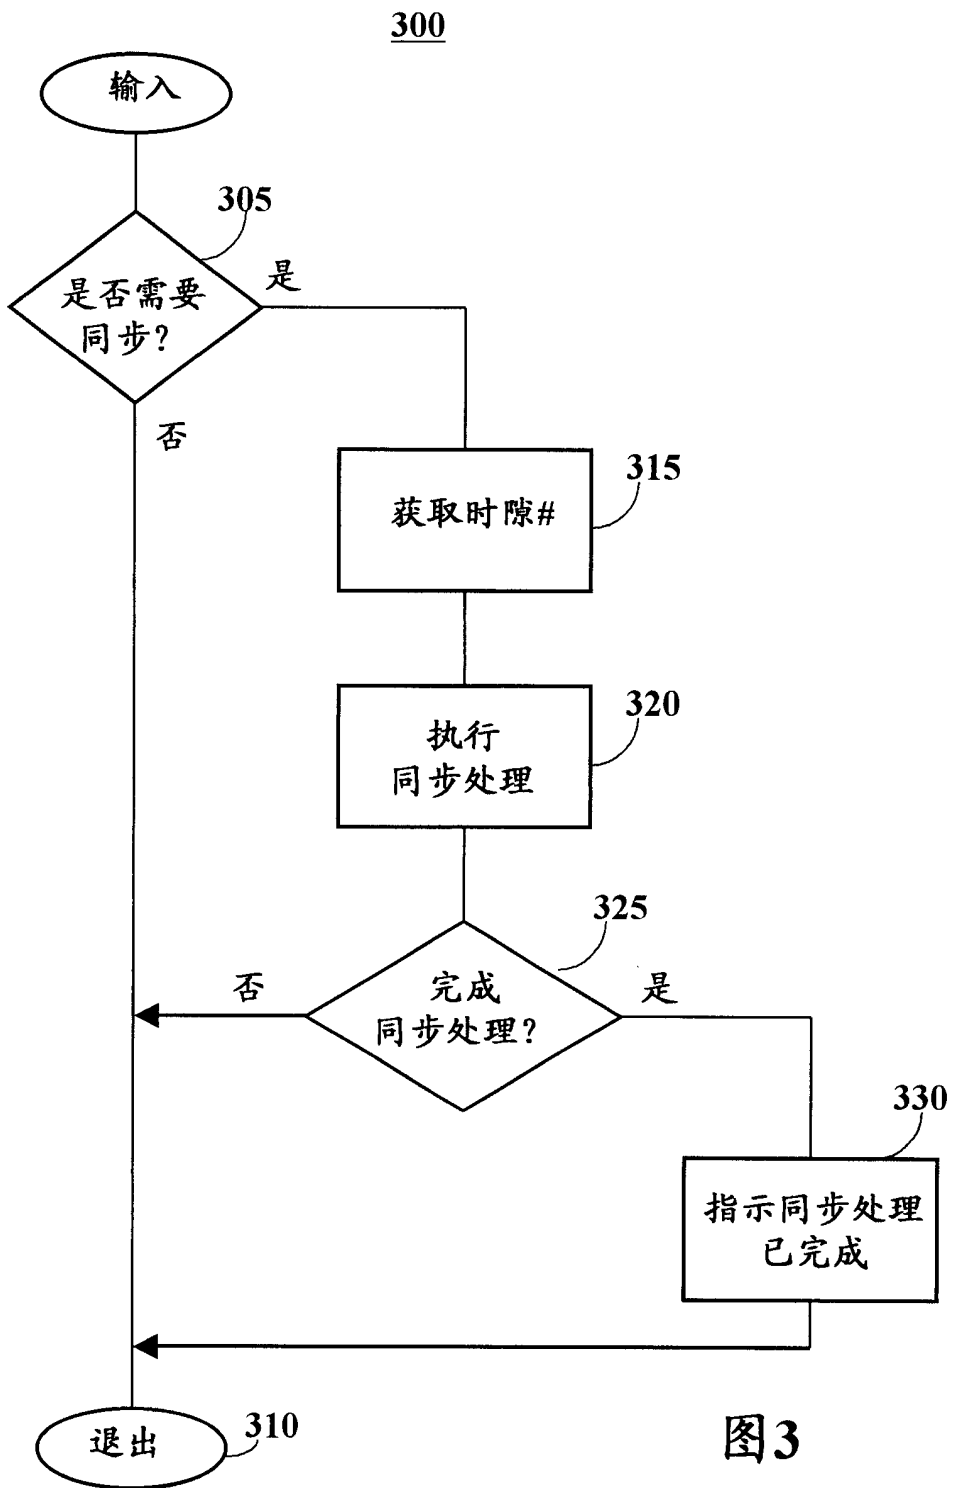 300
输入
305
是否需要
同步?
是
否
315
获取时隙#
320
执行
同步处理
325
完成
同步处理?
否
是
330
指示同步处理
已完成
退出
310
图3